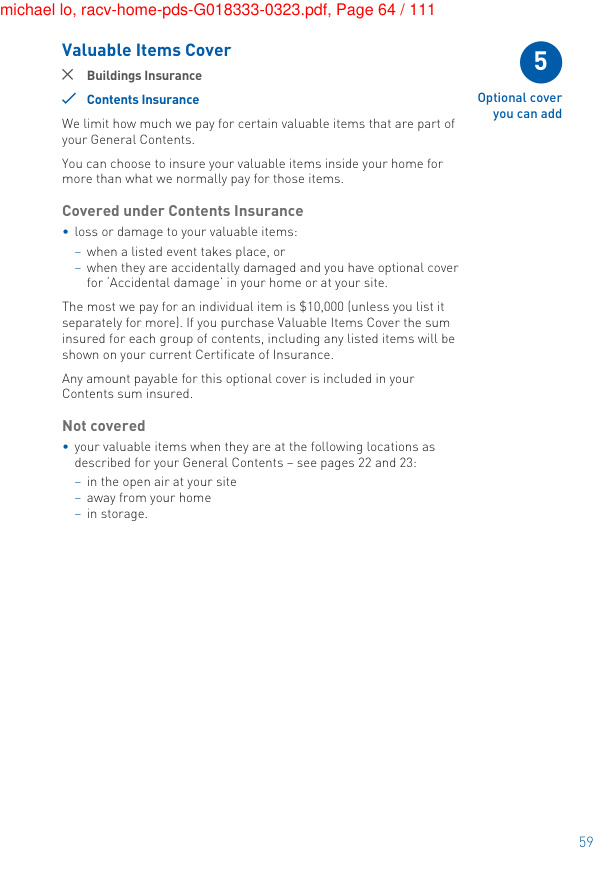 michael lo, racv-home-pds-G018333-0323.pdf, Page 64 / 111
Valuable Items Cover
Buildings Insurance
Contents Insurance
5
Optional cover
you can add
We limit how much we pay for certain valuable items that are part of
your General Contents.
You can choose to insure your valuable items inside your home for
more than what we normally pay for those items.
Covered under Contents Insurance
• loss or damage to your valuable items:
– when a listed event takes place, or
– when they are accidentally damaged and you have optional cover
for ‘Accidental damage’ in your home or at your site.
The most we pay for an individual item is $10,000 (unless you list it
separately for more). If you purchase Valuable Items Cover the sum
insured for each group of contents, including any listed items will be
shown on your current Certificate of Insurance.
Any amount payable for this optional cover is included in your
Contents sum insured.
Not covered
• your valuable items when they are at the following locations as
described for your General Contents – see pages 22 and 23:
– in the open air at your site
– away from your home
– in storage.
59